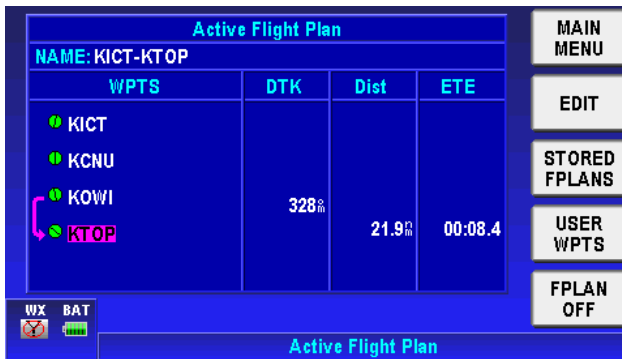 Active Flight Plan
NAME: KICT-KTOP
WPTS DTK Dist ETE
KICT
KCNU
KOWI
328°m
KTOP
21.9nm 00:08.4
MAIN MENU
EDIT
STORED FPLANS
USER WPTS
FPLAN OFF
WX BAT
Active Flight Plan